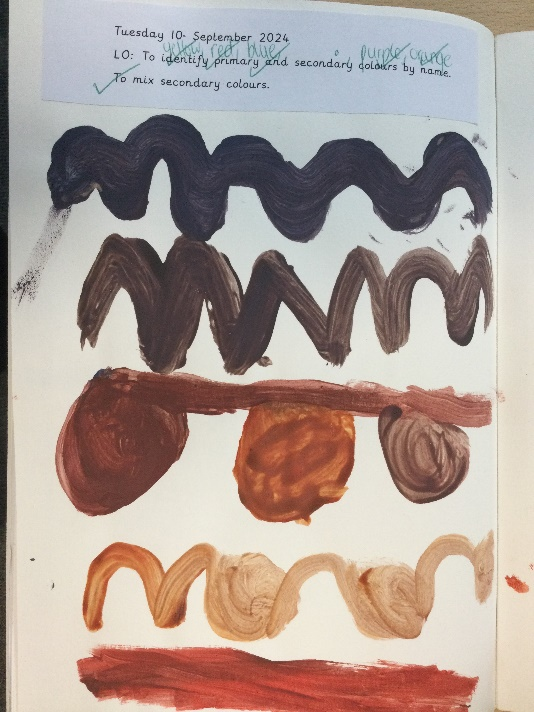 Tuesday 10th September 2024
yellow, red, blue purple orange
LO: To identify primary and secondary colours by name.
To mix secondary colours.